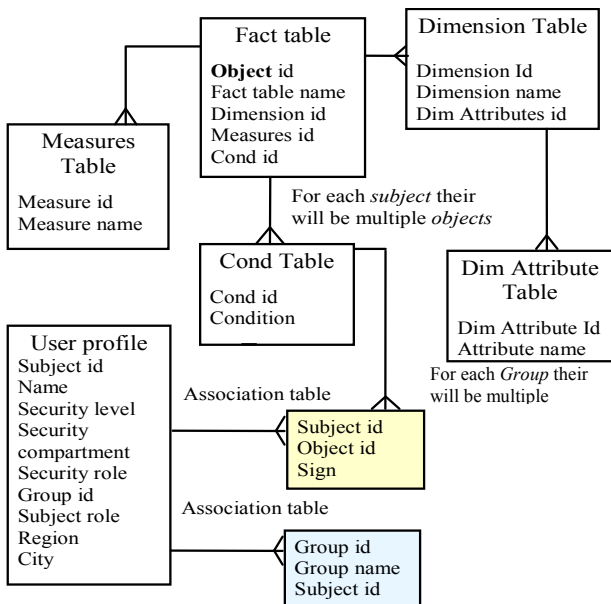 Fact table
Object id
Fact table name
Dimension id
Measures id
Cond id
Dimension Table
Dimension Id
Dimension name
Dim Attributes id
Measures
Table
Measure id
Measure name
For each subject their
will be multiple objects
Cond Table
Cond id
Condition
Dim Attribute
Table
Dim Attribute Id
Attribute name
For each Group their
will be multiple
User profile
Subject id
Name
Security level
Security
compartment
Security role
Group id
Subject role
Region
City
Association table
Subject id
Object id
Sign
Association table
Group id
Group name
Subject id